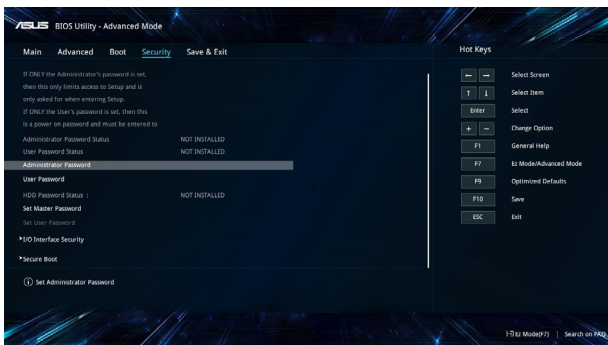 ASUS BIOS Utility - Advanced Mode
Main Advanced Boot Security Save & Exit
Hot Keys
If ONLY the Administrator's password is set,
then this only limits access to Setup and is
only asked for when entering Setup.
If ONLY the User's password is set, then this
is a power on password and must be entered to
Administrator Password Status NOT INSTALLED
User Password Status NOT INSTALLED
Administrator Password
User Password
HDD Password Status : NOT INSTALLED
Set Master Password
Set User Password
I/O Interface Security
Secure Boot
Set Administrator Password
← → Select Screen
↑ ↓ Select Item
Enter Select
+ - Change Option
F1 General Help
F7 Ez Mode/Advanced Mode
F9 Optimized Defaults
F10 Save
ESC Exit
Ez Mode(F7) | Search on FAQ